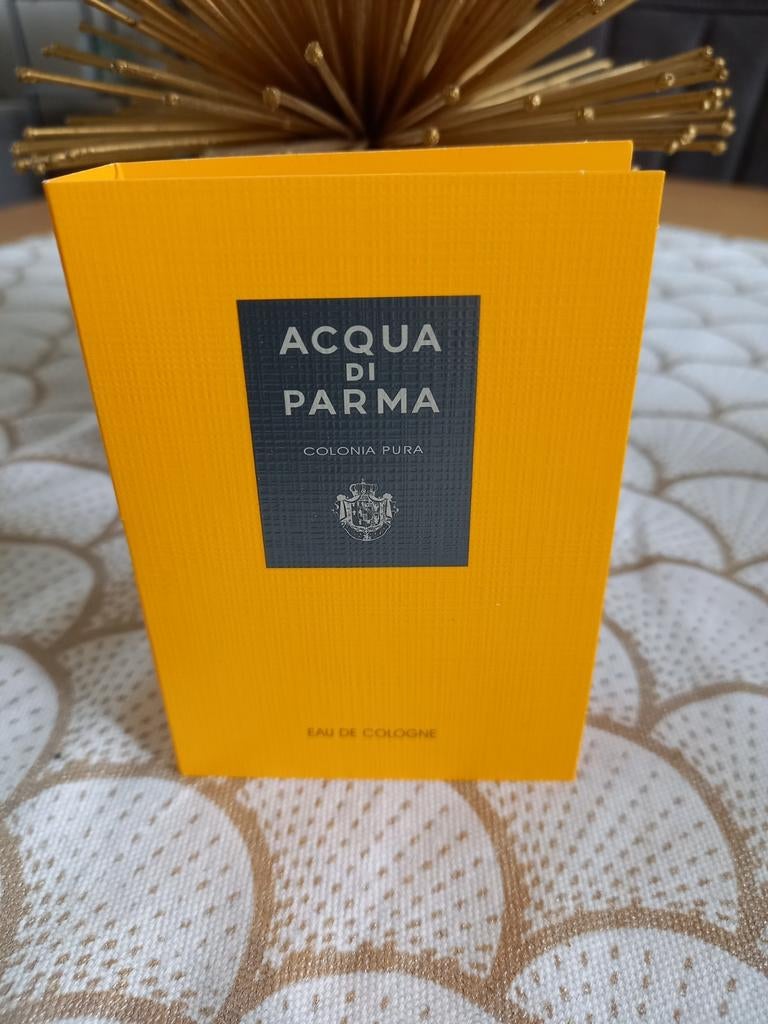 ACQUA
DI
PARMA
COLONIA PURA
EAU DE COLOGNE